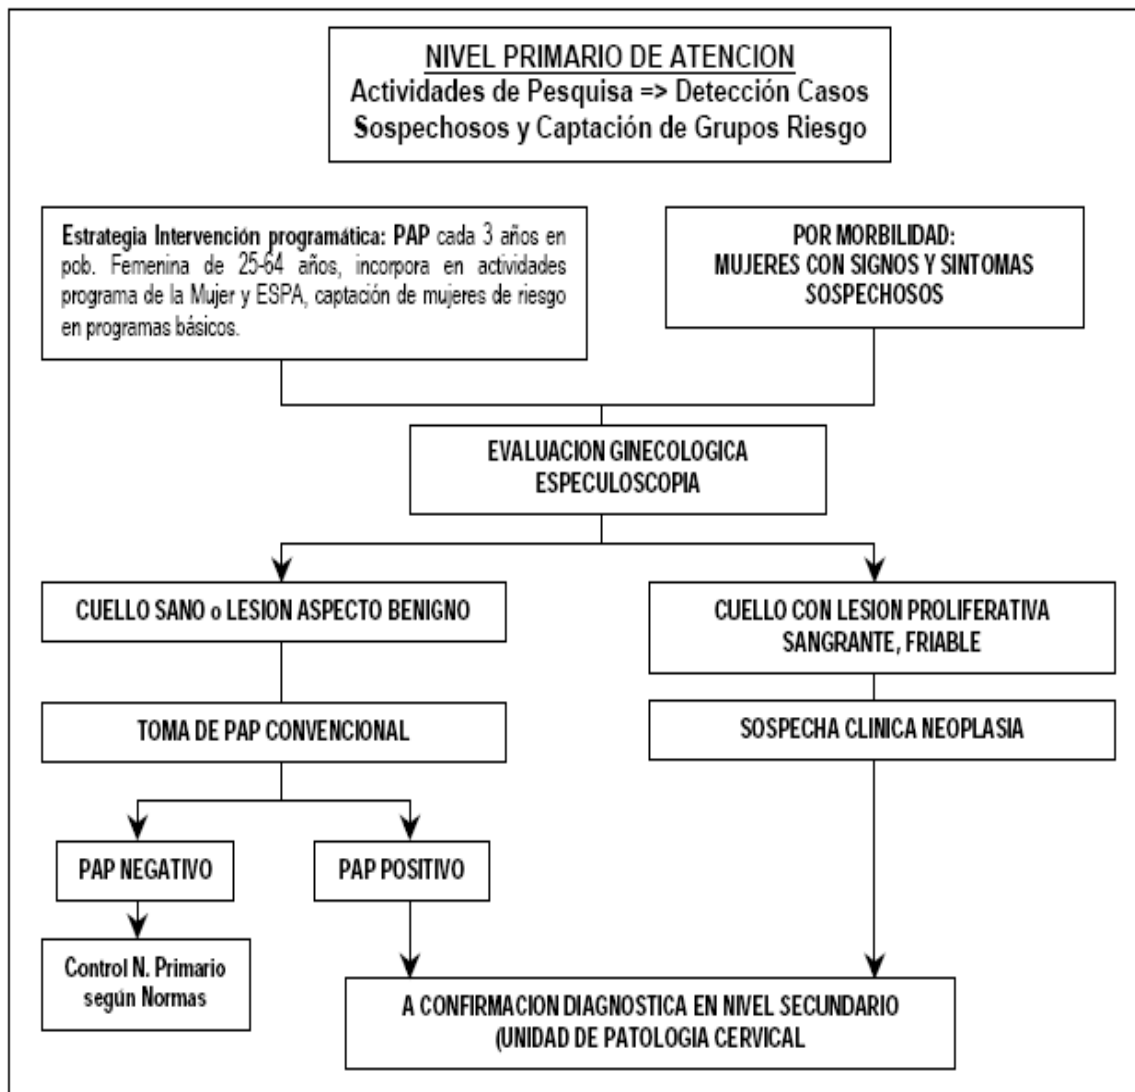 NIVEL PRIMARIO DE ATENCION
Actividades de Pesquisa => Detección Casos
Sospechosos y Captación de Grupos Riesgo
Estrategia Intervención programática: PAP cada 3 años en
pob. Femenina de 25-64 años, incorpora en actividades
programa de la Mujer y ESPA, captación de mujeres de riesgo
en programas básicos.
POR MORBILIDAD:
MUJERES CON SIGNOS Y SINTOMAS
SOSPECHOSOS
EVALUACION GINECOLOGICA
ESPECULOSCOPIA
CUELLO SANO o LESION ASPECTO BENIGNO
CUELLO CON LESION PROLIFERATIVA
SANGRANTE, FRIABLE
TOMA DE PAP CONVENCIONAL
SOSPECHA CLINICA NEOPLASIA
PAP NEGATIVO
PAP POSITIVO
Control N. Primario
según Normas
A CONFIRMACION DIAGNOSTICA EN NIVEL SECUNDARIO
(UNIDAD DE PATOLOGIA CERVICAL